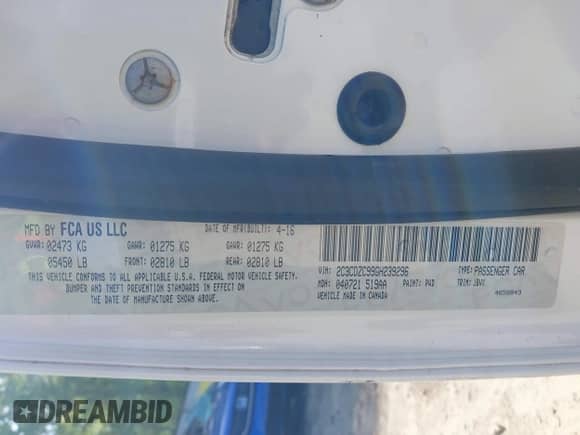 MFD BY FCA US LLC DATE OF MFR(BUILT): 4-16
GVWR: 02473 KG GAWR: 01275 KG GAWR: 01275 KG
05450 LB FRONT: 02810 LB REAR: 02810 LB
THIS VEHICLE CONFORMS TO ALL U.S.A. FEDERAL MOTOR VEHICLE SAFETY,
BUMPER AND THEFT PREVENTION STANDARDS IN EFFECT ON
THE DATE OF MANUFACTURE SHOWN ABOVE.
VIN: 2C3CDZC99GH239296 TYPE: PASSENGER CAR
MDH: 040721 519AA PAINT: PW7 TRIM:
VEHICLE MADE IN CANADA
DREAMBID